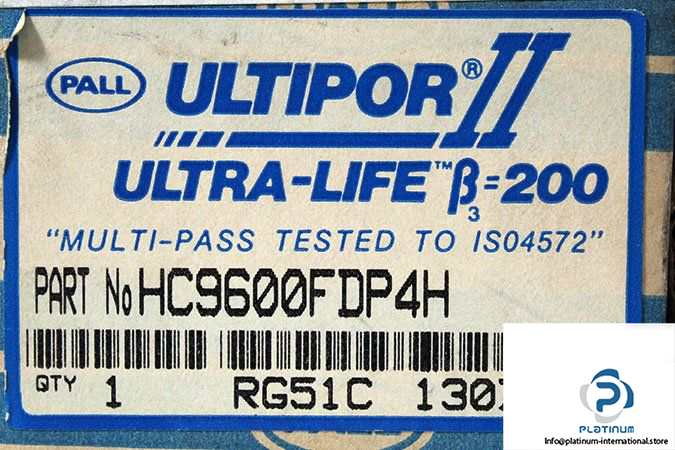 PALL ULTIPOR® II
ULTRA-LIFE™ β3=200
"MULTI-PASS TESTED TO ISO4572"
PART No HC9600FDP4H
QTY 1 RG51C 130
PLATINUM
Info@platinum-international.store